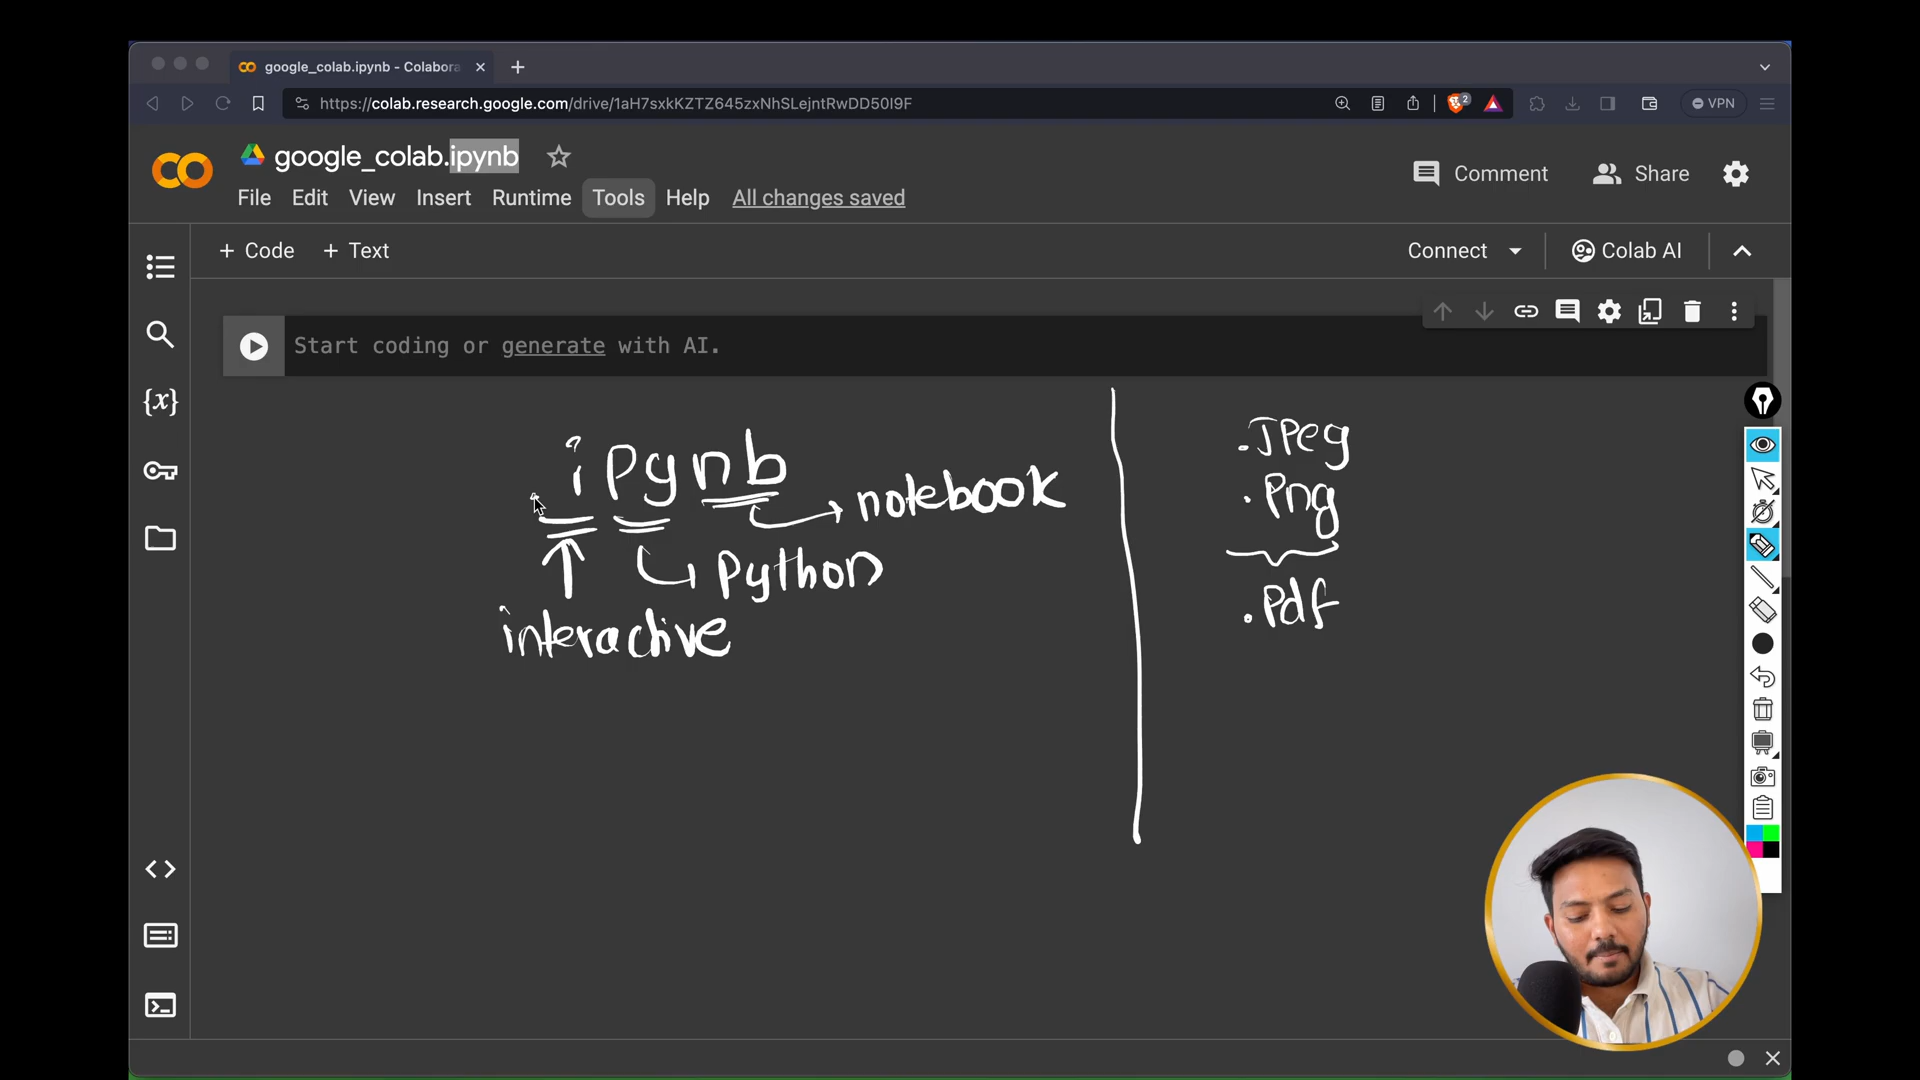 google_colab.ipynb - Colabora
https://colab.research.google.com/drive/1aH7sxkKZTZ645zxNhSLejntRwDD50I9F
2
VPN
google_colab.ipynb
Comment
Share
File Edit View Insert Runtime Tools Help All changes saved
+ Code + Text
Connect
Colab AI
{x}
Start coding or generate with AI.
ipynb
notebook
Python
interactive
.JPeg
.Png
.Pdf